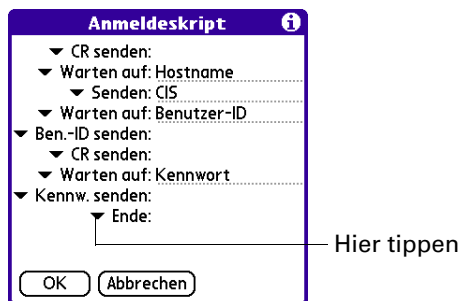 Anmeldeskript
CR senden:
Warten auf: Hostname
Senden: CIS
Warten auf: Benutzer-ID
Ben.-ID senden:
CR senden:
Warten auf: Kennwort
Kennw. senden:
Ende:
Hier tippen
OK Abbrechen